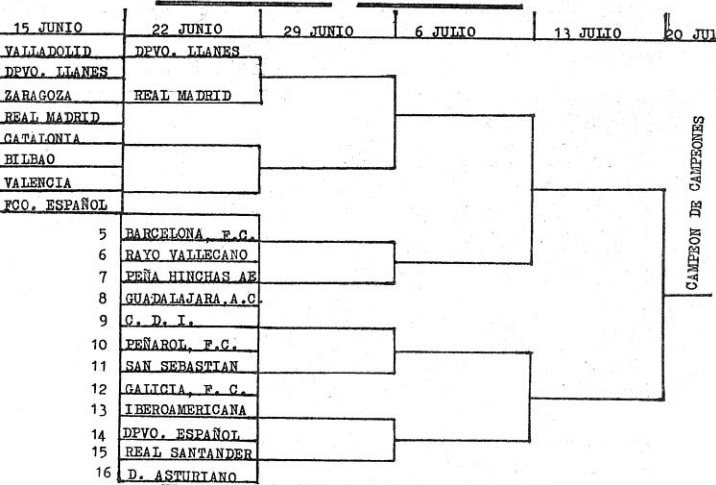 15 JUNIO 22 JUNIO 29 JUNIO 6 JULIO 13 JULIO 20 JUL
VALLADOLID DPVO. LLANES
DPVO. LLANES
ZARAGOZA REAL MADRID
REAL MADRID
CATALONIA
BILBAO
VALENCIA
FCO. ESPAÑOL
5 BARCELONA, F.C.
6 RAYO VALLECANO
7 PEÑA HINCHAS AE
8 GUADALAJARA, A.C.
9 C. D. I.
10 PEÑAROL, F.C.
11 SAN SEBASTIAN
12 GALICIA, F. C.
13 IBEROAMERICANA
14 DPVO. ESPAÑOL
15 REAL SANTANDER
16 D. ASTURIANO
CAMPEON DE CAMPEONES